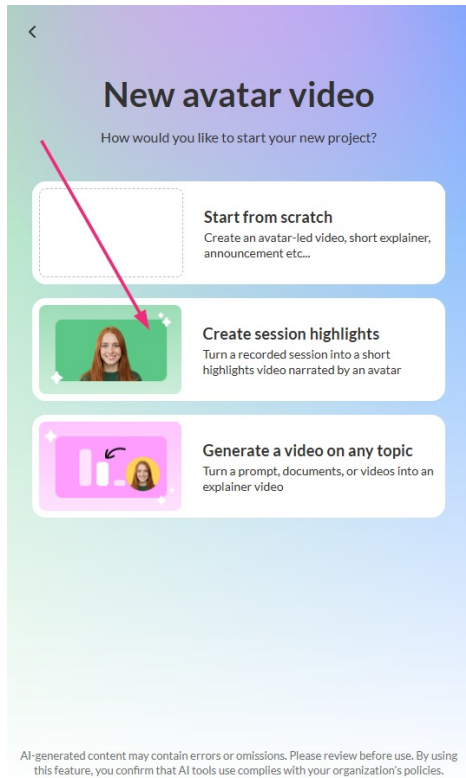 New avatar video
How would you like to start your new project?
Start from scratch
Create an avatar-led video, short explainer,
announcement etc...
Create session highlights
Turn a recorded session into a short
highlights video narrated by an avatar
Generate a video on any topic
Turn a prompt, documents, or videos into an
explainer video
AI-generated content may contain errors or omissions. Please review before use. By using
this feature, you confirm that AI tools use complies with your organization's policies.